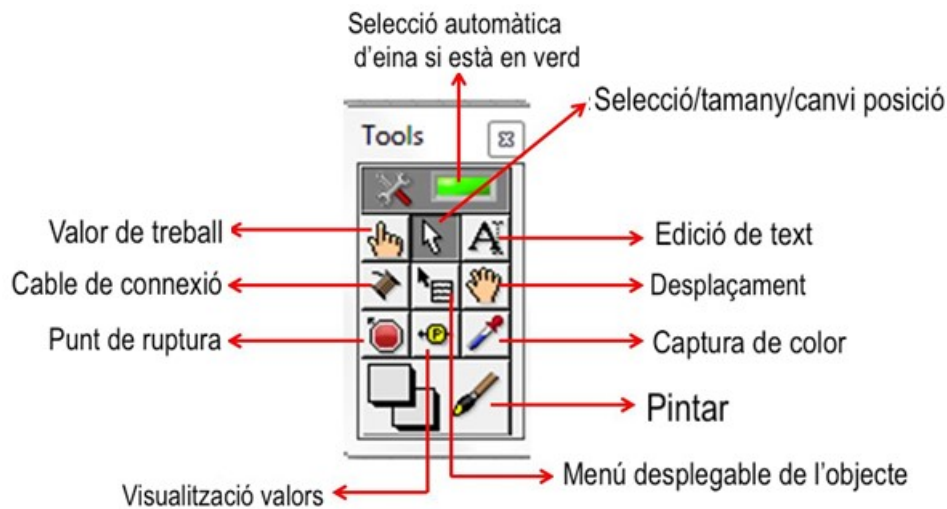 Selecció automàtica
d'eina si està en verd
Selecció/tamany/canvi posició
Tools
Valor de treball
Edició de text
Cable de connexió
Desplaçament
Punt de ruptura
Captura de color
Pintar
Menú desplegable de l'objecte
Visualització valors